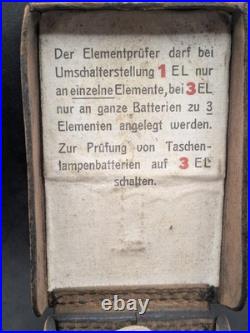 Der Elementprüfer darf bei
Umschalterstellung 1 EL nur
an einzelne Elemente, bei 3 EL
nur an ganze Batterien zu 3
Elementen angelegt werden.
Zur Prüfung von Taschen-
lampenbatterien auf 3 EL
schalten.